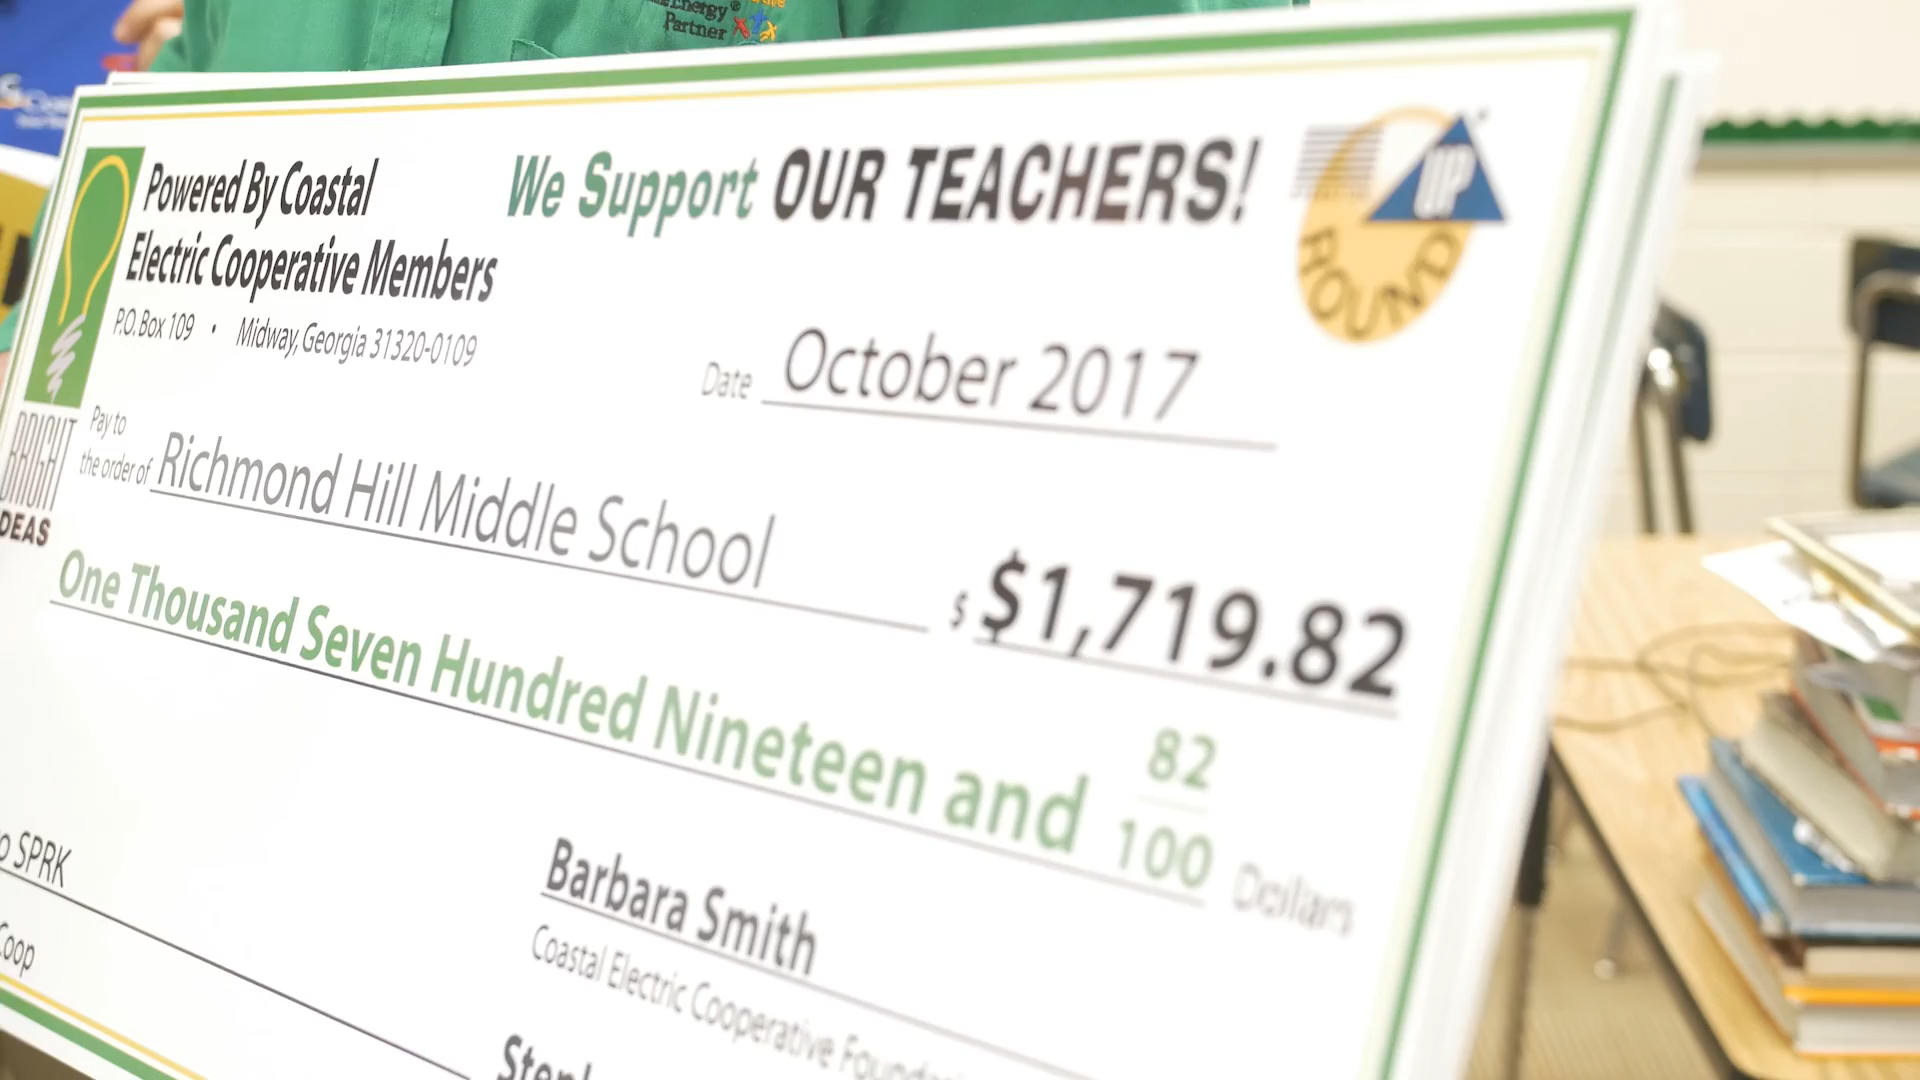 Energy®
Partner
Powered By Coastal
Electric Cooperative Members
P.O. Box 109 • Midway, Georgia 31320-0109
We Support OUR TEACHERS!
UP
ROUND
Date October 2017
BRIGHT
IDEAS
Pay to
the order of Richmond Hill Middle School
$ $1,719.82
One Thousand Seven Hundred Nineteen and 82/100 Dollars
SPRK
Coop
Barbara Smith
Coastal Electric Cooperative